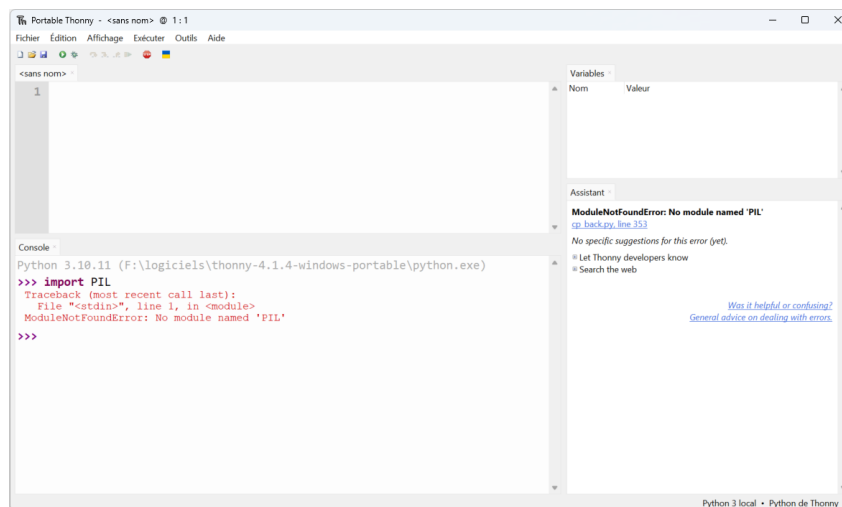 Portable Thonny - <sans nom> @ 1:1
Fichier Édition Affichage Exécuter Outils Aide
<sans nom>
1
Console
Python 3.10.11 (F:\logiciels\thonny-4.1.4-windows-portable\python.exe)
>>> import PIL
Traceback (most recent call last):
File "<stdin>", line 1, in <module>
ModuleNotFoundError: No module named 'PIL'
>>>
Variables
Nom Valeur
Assistant
ModuleNotFoundError: No module named 'PIL'
cp_back.py, line 353
No specific suggestions for this error (yet).
Let Thonny developers know
Search the web
Was it helpful or confusing?
General advice on dealing with errors.
Python 3 local • Python de Thonny